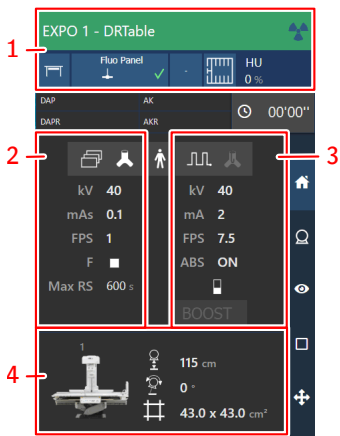 EXPO 1 - DRTable
1
Fluo Panel
HU
0 %
DAP AK
DAPR AKR
00'00''
2 3
kV 40 kV 40
mAs 0.1 mA 2
FPS 1 FPS 7.5
F ABS ON
Max RS 600 s
BOOST
1
115 cm
4
0 °
43.0 x 43.0 cm²